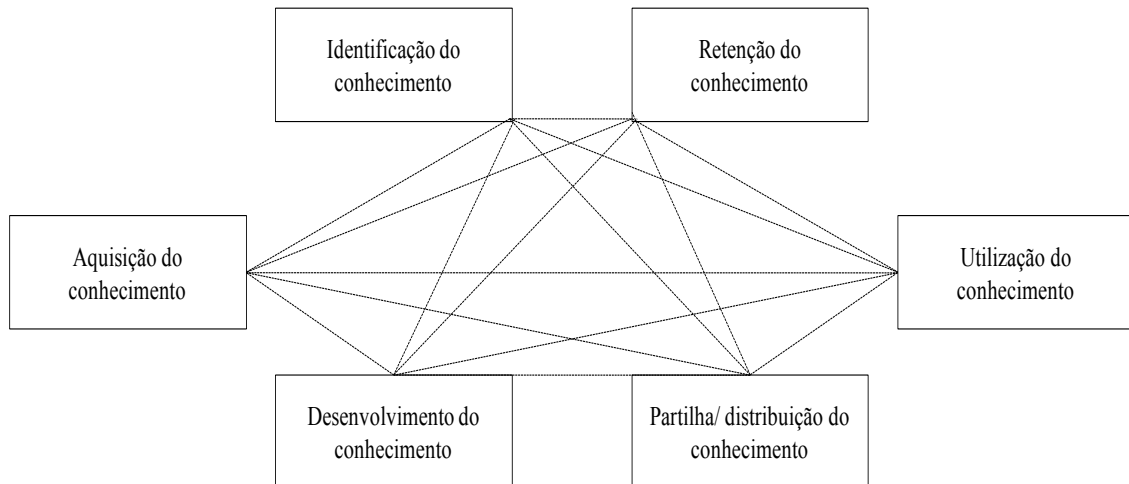 Identificação do
conhecimento
Retenção do
conhecimento
Aquisição do
conhecimento
Utilização do
conhecimento
Desenvolvimento do
conhecimento
Partilha/ distribuição do
conhecimento